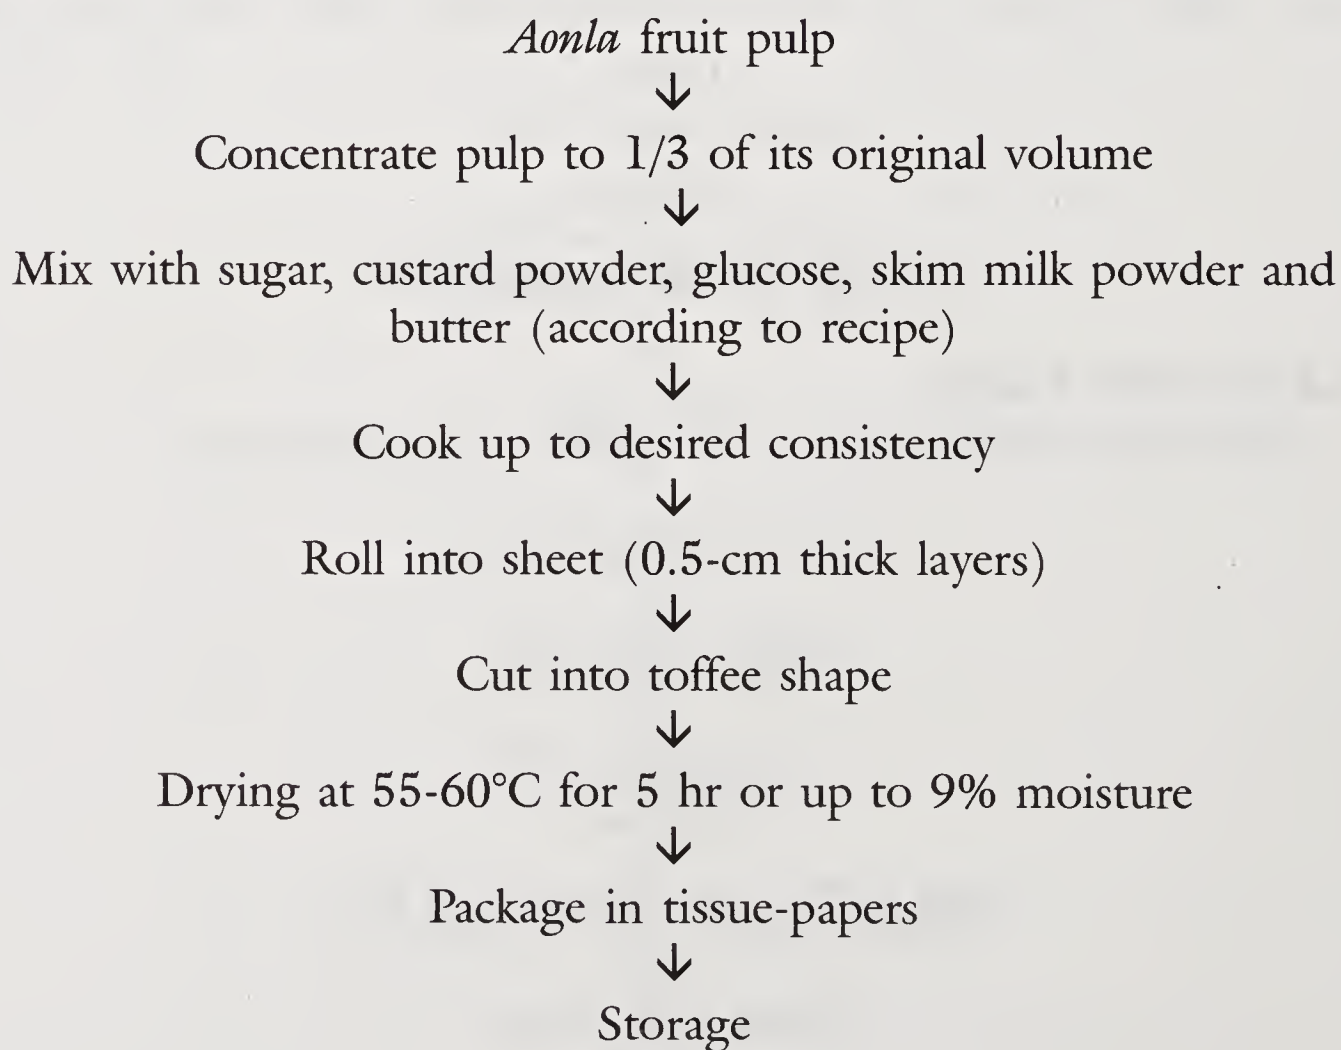 Aonla fruit pulp
↓
Concentrate pulp to 1/3 of its original volume
↓
Mix with sugar, custard powder, glucose, skim milk powder and
butter (according to recipe)
↓
Cook up to desired consistency
↓
Roll into sheet (0.5-cm thick layers)
↓
Cut into toffee shape
↓
Drying at 55-60°C for 5 hr or up to 9% moisture
↓
Package in tissue-papers
↓
Storage